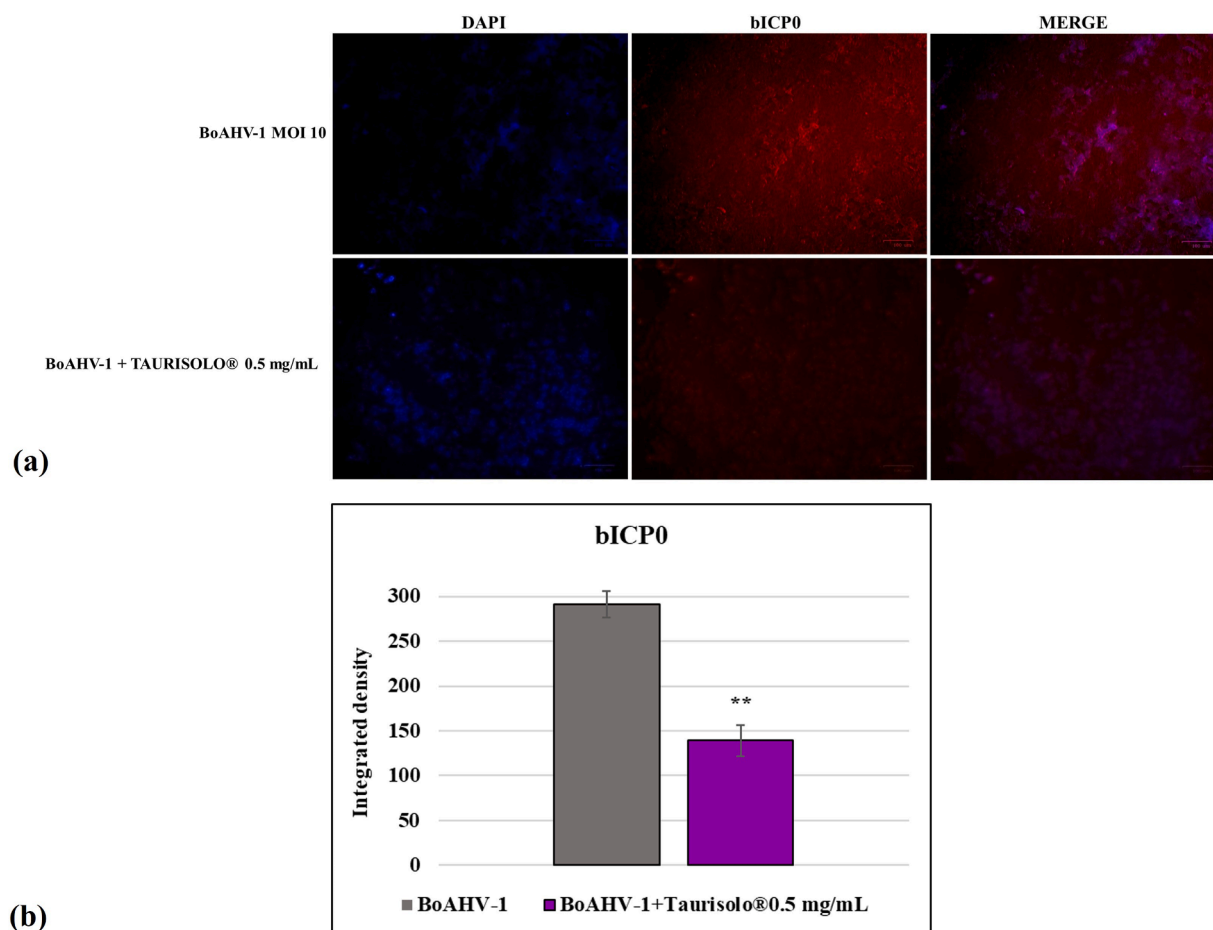 DAPI bICP0 MERGE
BoAHV-1 MOI 10
BoAHV-1 + TAURISOLO® 0.5 mg/mL
(a)
bICP0
Integrated density
300
250
200
150
100
50
0
**
BoAHV-1 BoAHV-1+Taurisolo®0.5 mg/mL
(b)